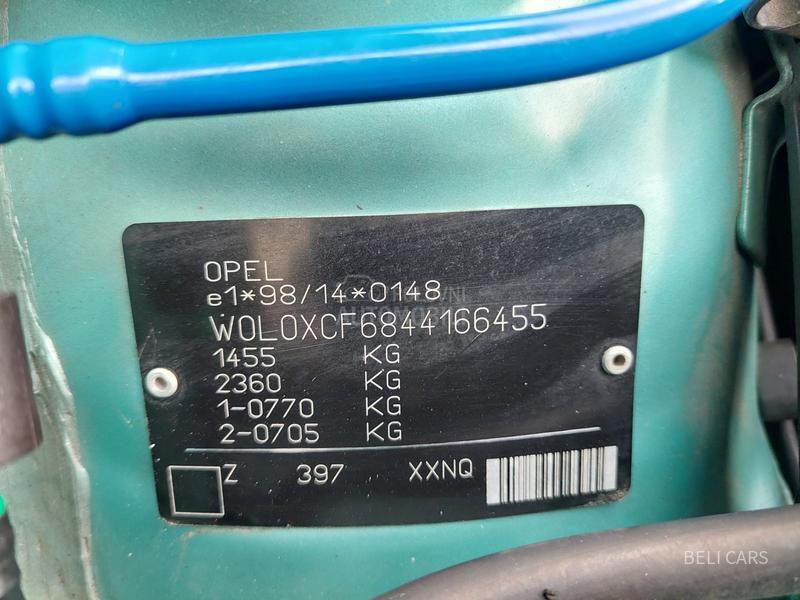 OPEL
e1*98/14*0148
W0L0XCF6844166455
1455 KG
2360 KG
1-0770 KG
2-0705 KG
Z 397 XXNQ
BELI CARS